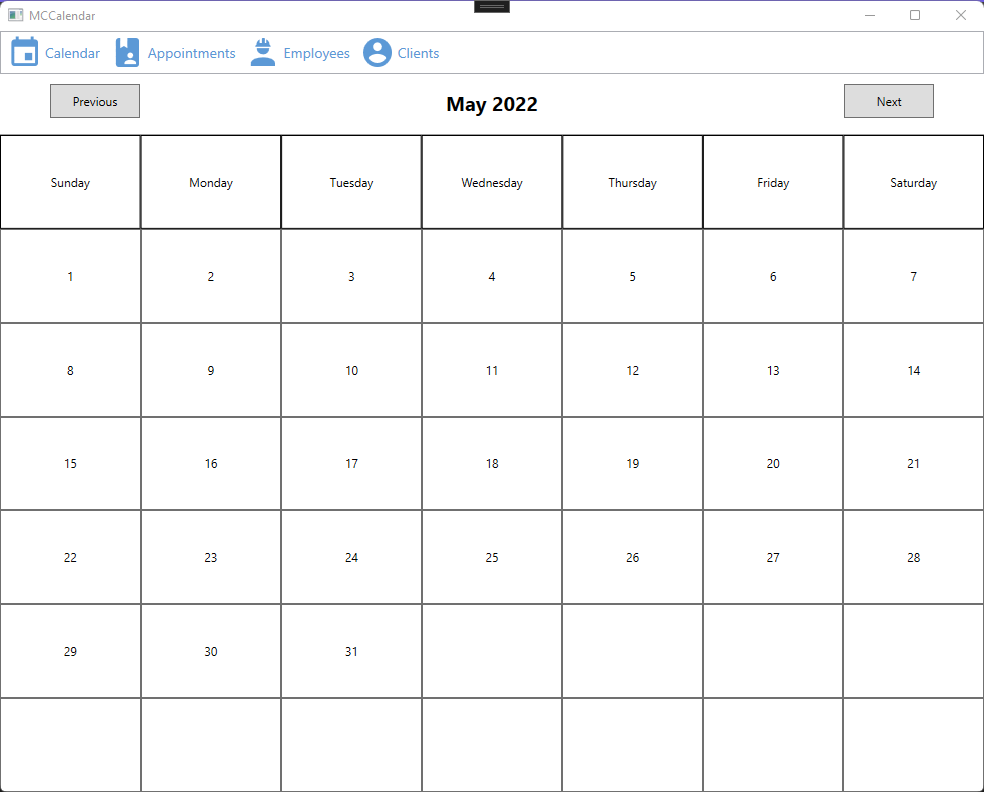 MCCalendar
Calendar Appointments Employees Clients
Previous May 2022 Next
Sunday Monday Tuesday Wednesday Thursday Friday Saturday
1 2 3 4 5 6 7
8 9 10 11 12 13 14
15 16 17 18 19 20 21
22 23 24 25 26 27 28
29 30 31